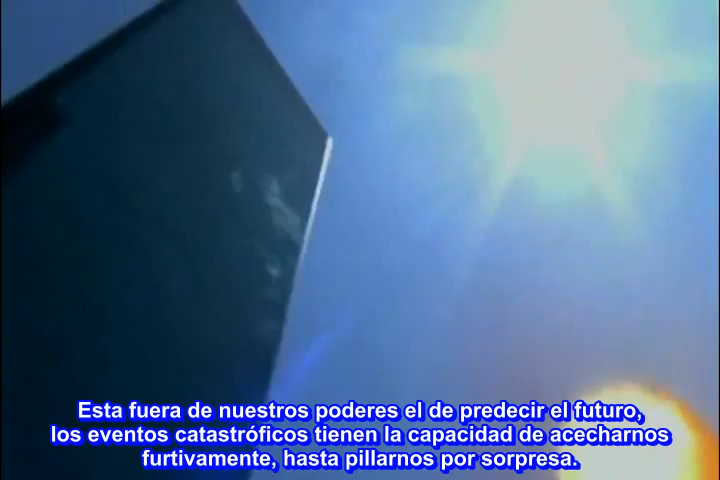 Esta fuera de nuestros poderes el de predecir el futuro,
los eventos catastróficos tienen la capacidad de acecharnos
furtivamente, hasta pillarnos por sorpresa.